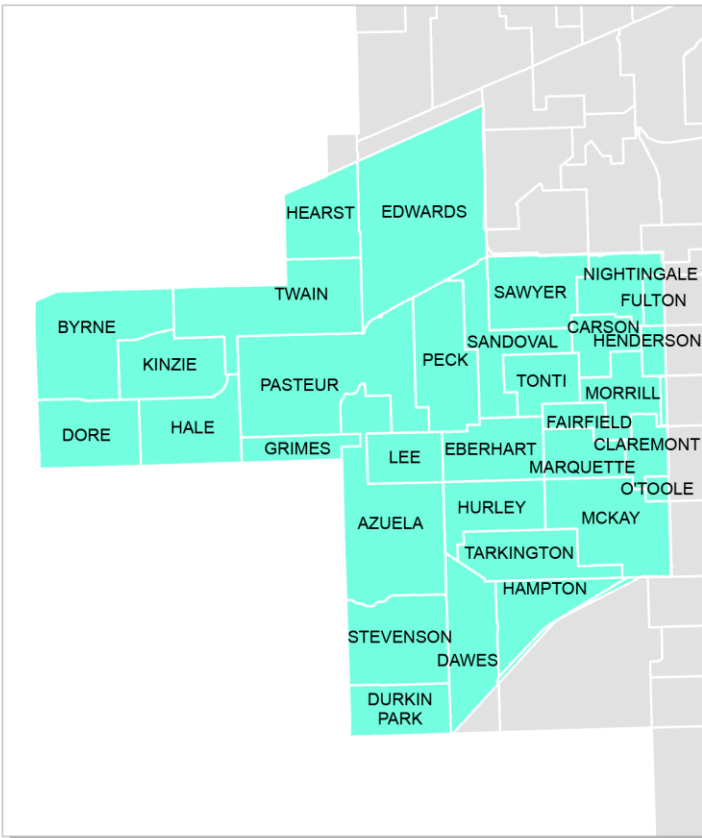 HEARST
EDWARDS
NIGHTINGALE
SAWYER
TWAIN
FULTON
BYRNE
CARSON
SANDOVAL
HENDERSON
KINZIE
PECK
PASTEUR
TONTI
MORRILL
HALE
FAIRFIELD
DORE
GRIMES
EBERHART
CLAREMONT
LEE
MARQUETTE
O'TOOLE
HURLEY
MCKAY
AZUELA
TARKINGTON
HAMPTON
STEVENSON
DAWES
DURKIN
PARK